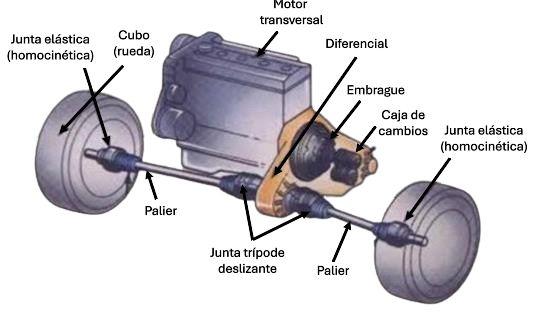 Motor
transversal
Junta elástica
(homocinética)
Cubo
(rueda)
Diferencial
Embrague
Caja de
cambios
Junta elástica
(homocinética)
Palier
Junta trípode
deslizante
Palier